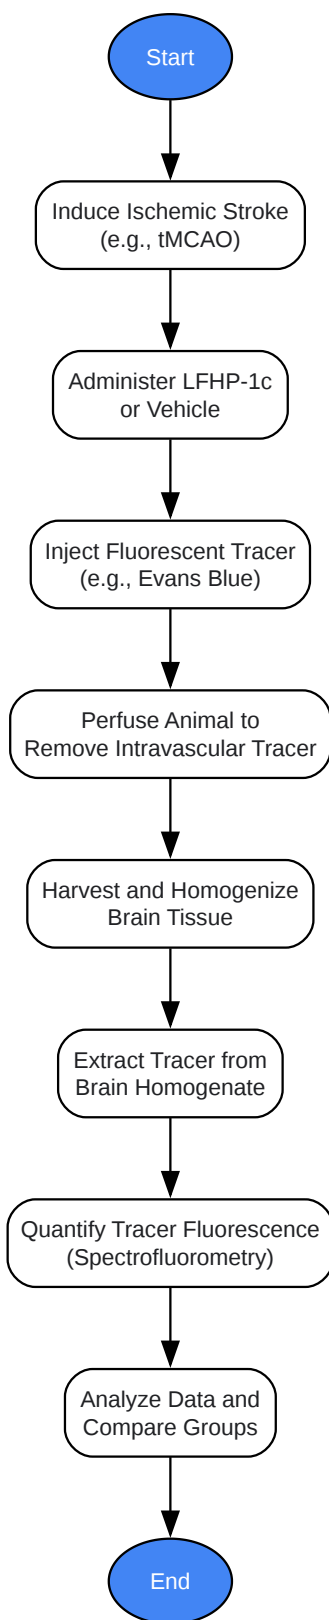 Start
Induce Ischemic Stroke
(e.g., tMCAO)
Administer LFHP-1c
or Vehicle
Inject Fluorescent Tracer
(e.g., Evans Blue)
Perfuse Animal to
Remove Intravascular Tracer
Harvest and Homogenize
Brain Tissue
Extract Tracer from
Brain Homogenate
Quantify Tracer Fluorescence
(Spectrofluorometry)
Analyze Data and
Compare Groups
End